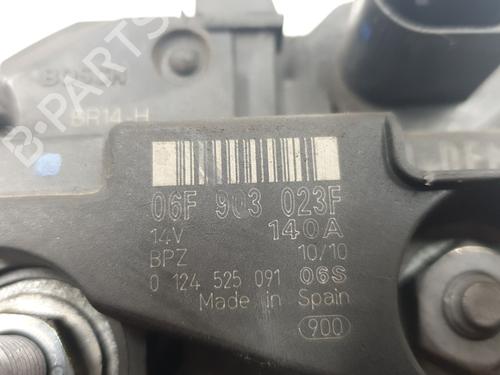 BOSCH
BR14-H
06F 903 023F
14V 140A
BPZ 10/10
0 124 525 091 06S
Made in Spain
900
B-PARTS